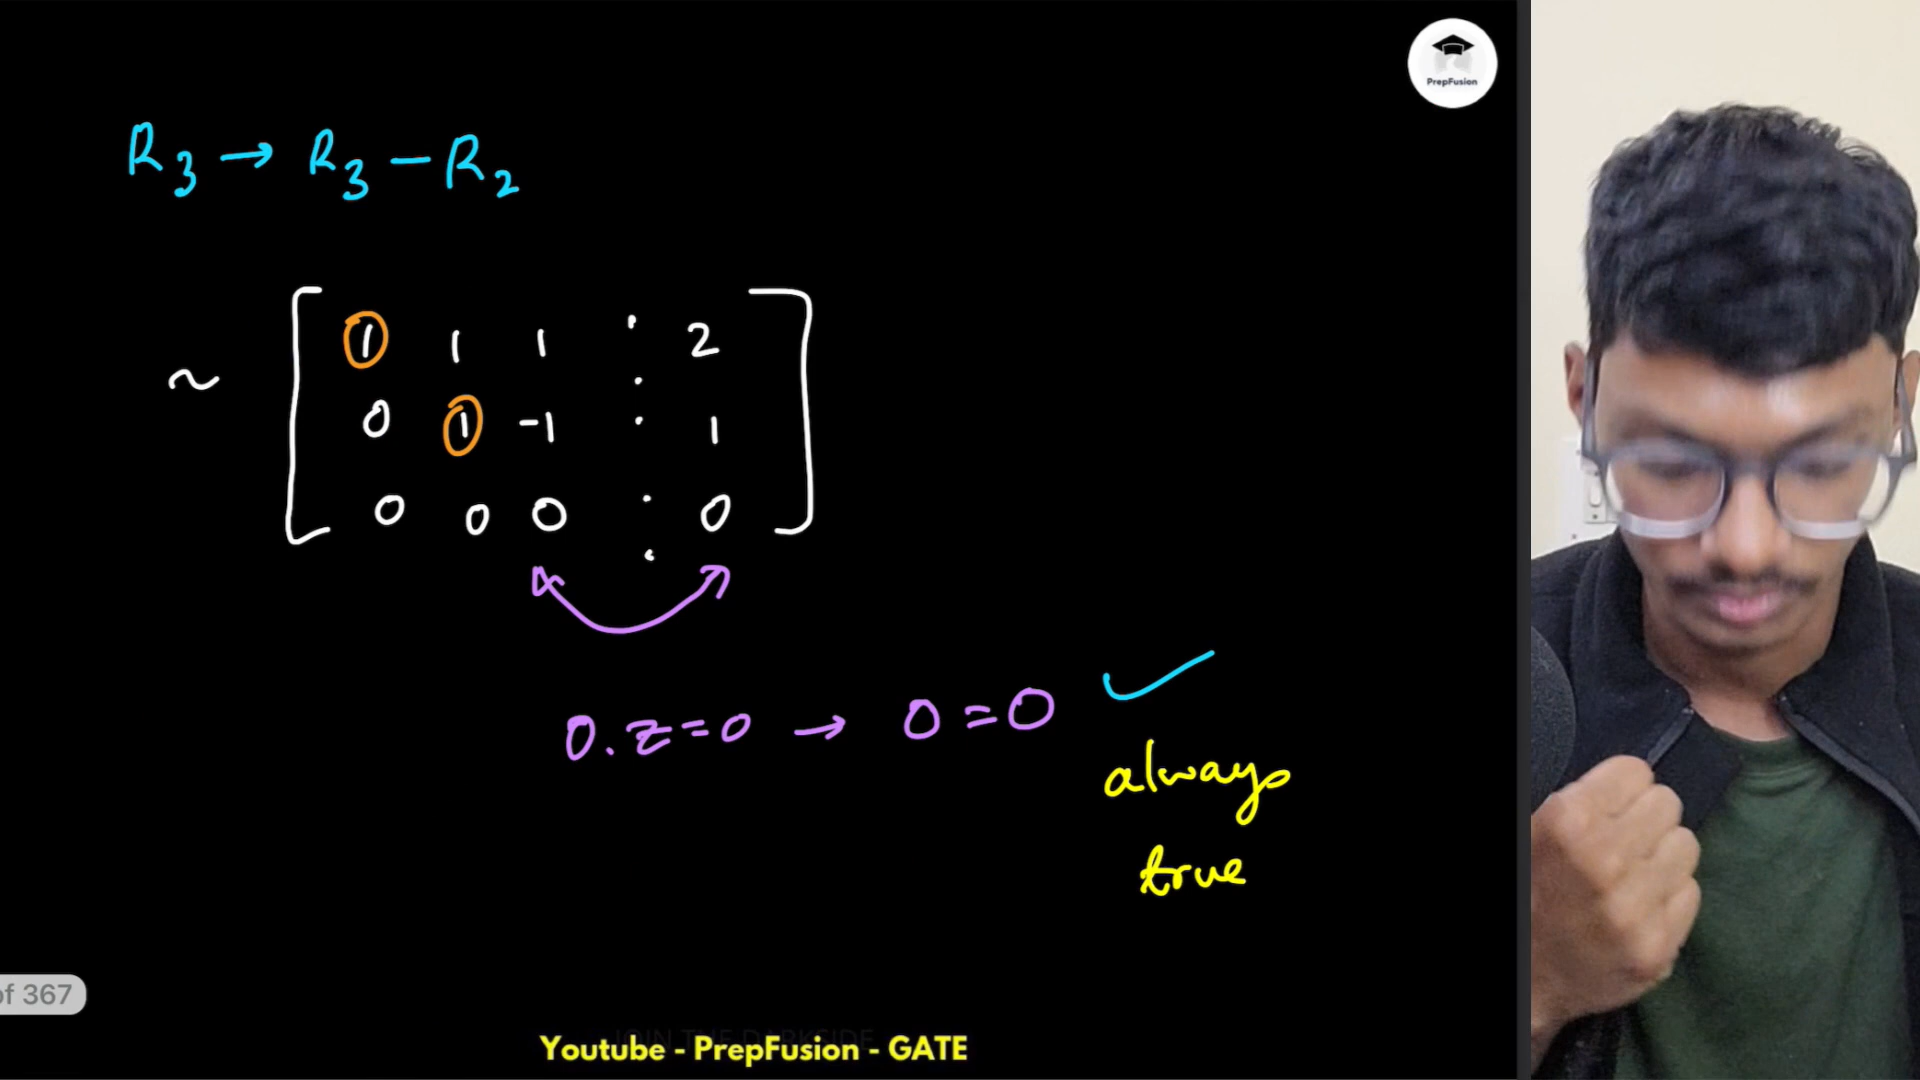 PrepFusion
R3 → R3 − R2
~ [ 1 1 1 : 2
0 1 -1 : 1
0 0 0 : 0 ]
0.z=0 → 0=0 ✓
always
true
of 367
Youtube - PrepFusion - GATE